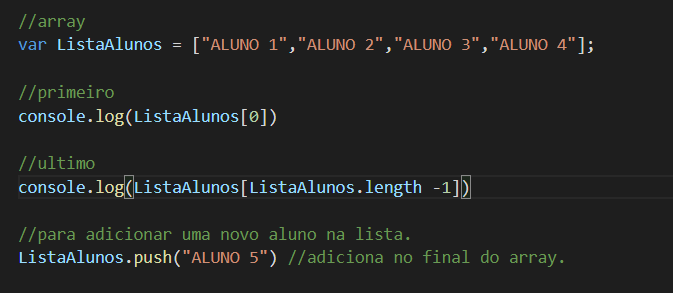 //array
var ListaAlunos = ["ALUNO 1","ALUNO 2","ALUNO 3","ALUNO 4"];
//primeiro
console.log(ListaAlunos[0])
//ultimo
console.log(ListaAlunos[ListaAlunos.length -1])
//para adicionar uma novo aluno na lista.
ListaAlunos.push("ALUNO 5") //adiciona no final do array.